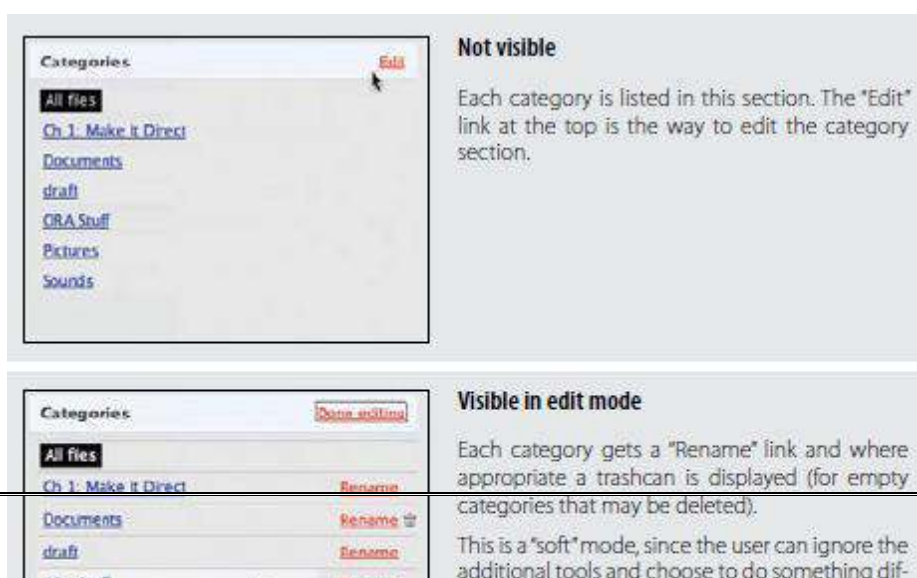 Categories Edit
All files
Ch 1: Make it Direct
Documents
draft
ORA Stuff
Pictures
Sounds
Not visible
Each category is listed in this section. The "Edit"
link at the top is the way to edit the category
section.
Categories Done editing
All files
Ch 1: Make it Direct Rename
Documents Rename
draft Rename
Visible in edit mode
Each category gets a "Rename" link and where
appropriate a trashcan is displayed (for empty
categories that may be deleted).
This is a "soft" mode, since the user can ignore the
additional tools and choose to do something dif-